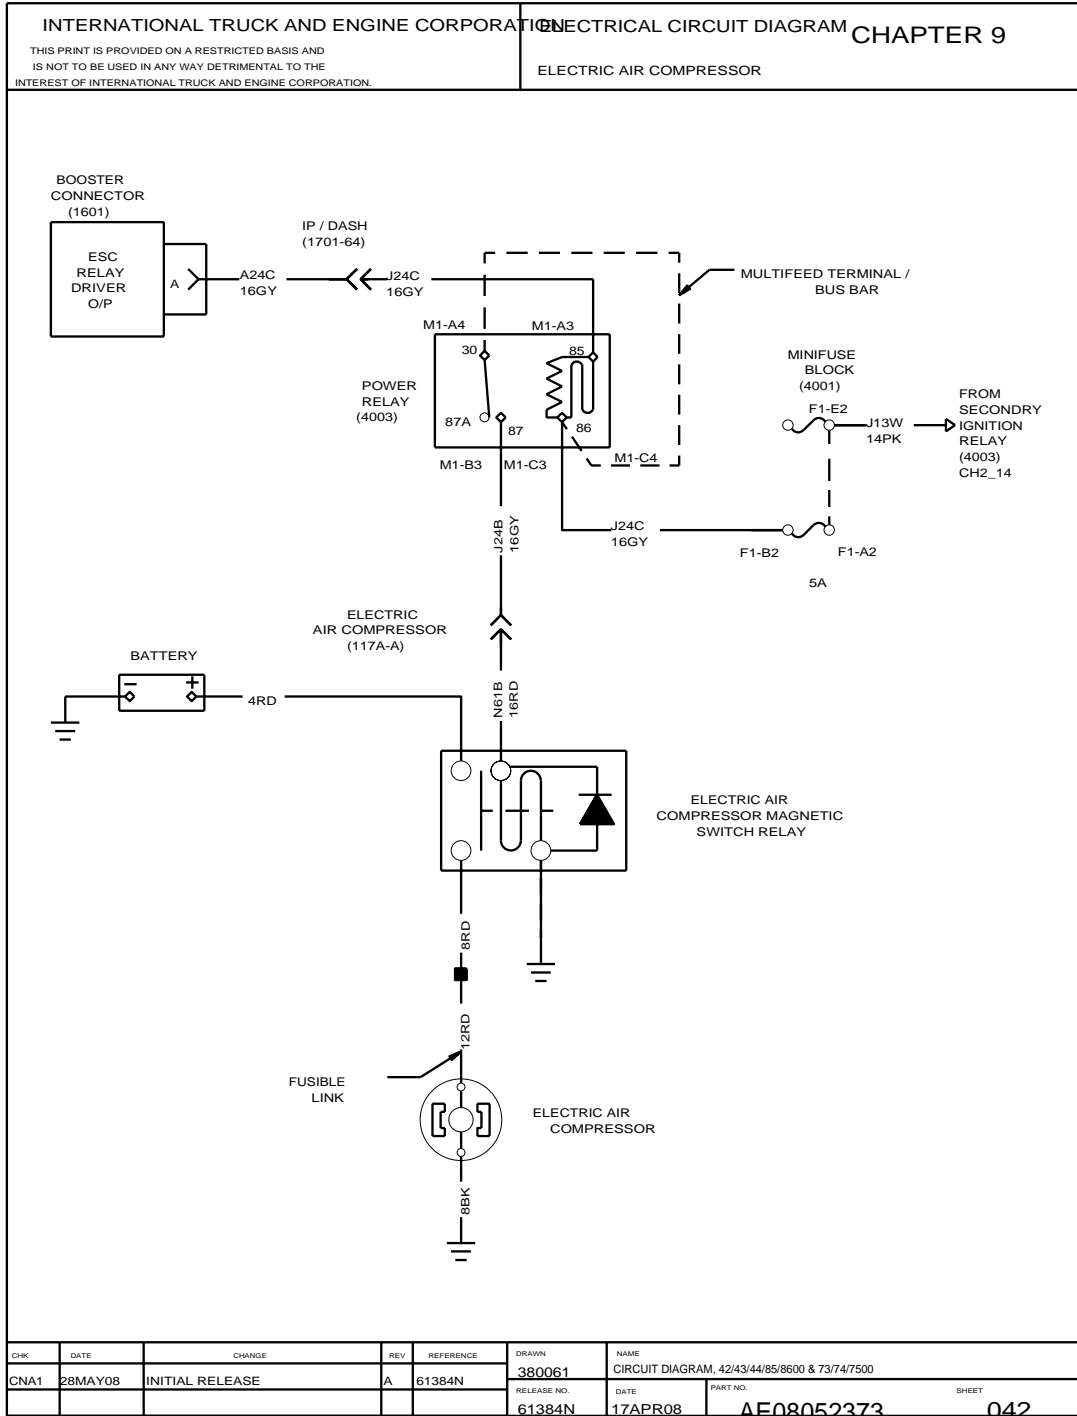 INTERNATIONAL TRUCK AND ENGINE CORPORATION
THIS PRINT IS PROVIDED ON A RESTRICTED BASIS AND
IS NOT TO BE USED IN ANY WAY DETRIMENTAL TO THE
INTEREST OF INTERNATIONAL TRUCK AND ENGINE CORPORATION.
ELECTRICAL CIRCUIT DIAGRAM
CHAPTER 9
ELECTRIC AIR COMPRESSOR
BOOSTER
CONNECTOR
(1601)
ESC
RELAY
DRIVER
O/P
A
A24C
16GY
IP / DASH
(1701-64)
J24C
16GY
MULTIFEED TERMINAL /
BUS BAR
M1-A4
M1-A3
30
85
POWER
RELAY
(4003)
87A
87
86
M1-B3
M1-C3
M1-C4
MINIFUSE
BLOCK
(4001)
F1-E2
J13W
14PK
FROM
SECONDRY
IGNITION
RELAY
(4003)
CH2_14
J24B
16GY
J24C
16GY
F1-B2
F1-A2
5A
ELECTRIC
AIR COMPRESSOR
(117A-A)
BATTERY
–
+
4RD
N61B
16RD
ELECTRIC AIR
COMPRESSOR MAGNETIC
SWITCH RELAY
8RD
12RD
FUSIBLE
LINK
ELECTRIC AIR
COMPRESSOR
8BK
CHK
DATE
CHANGE
REV
REFERENCE
CNA1
28MAY08
INITIAL RELEASE
A
61384N
DRAWN
380061
NAME
CIRCUIT DIAGRAM, 42/43/44/85/8600 & 73/74/7500
RELEASE NO.
61384N
DATE
17APR08
PART NO.
AE08052373
SHEET
042